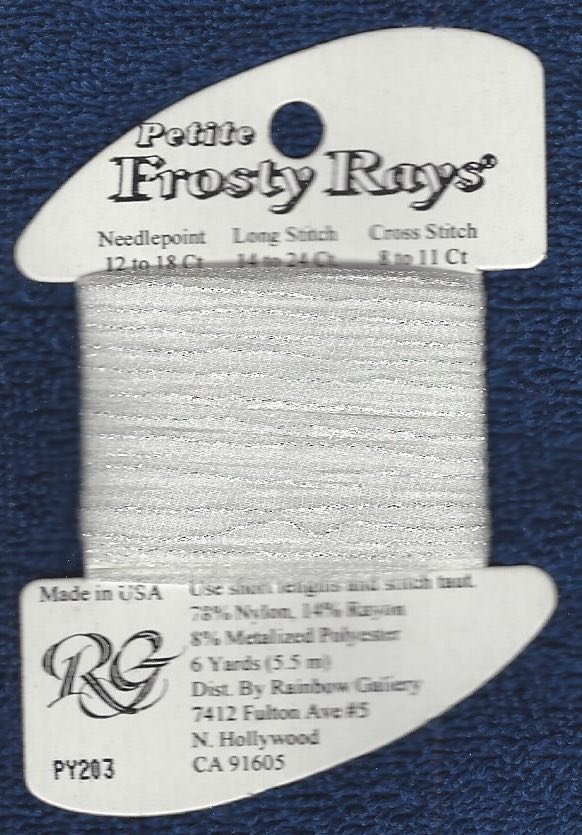 Petite
Frosty Rays®
Needlepoint Long Stitch Cross Stitch
12 to 18 Ct 14 to 24 Ct 8 to 11 Ct
Made in USA
Use short lengths and stitch taut.
78% Nylon, 14% Rayon
8% Metalized Polyester
6 Yards (5.5 m)
Dist. By Rainbow Gallery
7412 Fulton Ave #5
N. Hollywood
CA 91605
RG
PY203